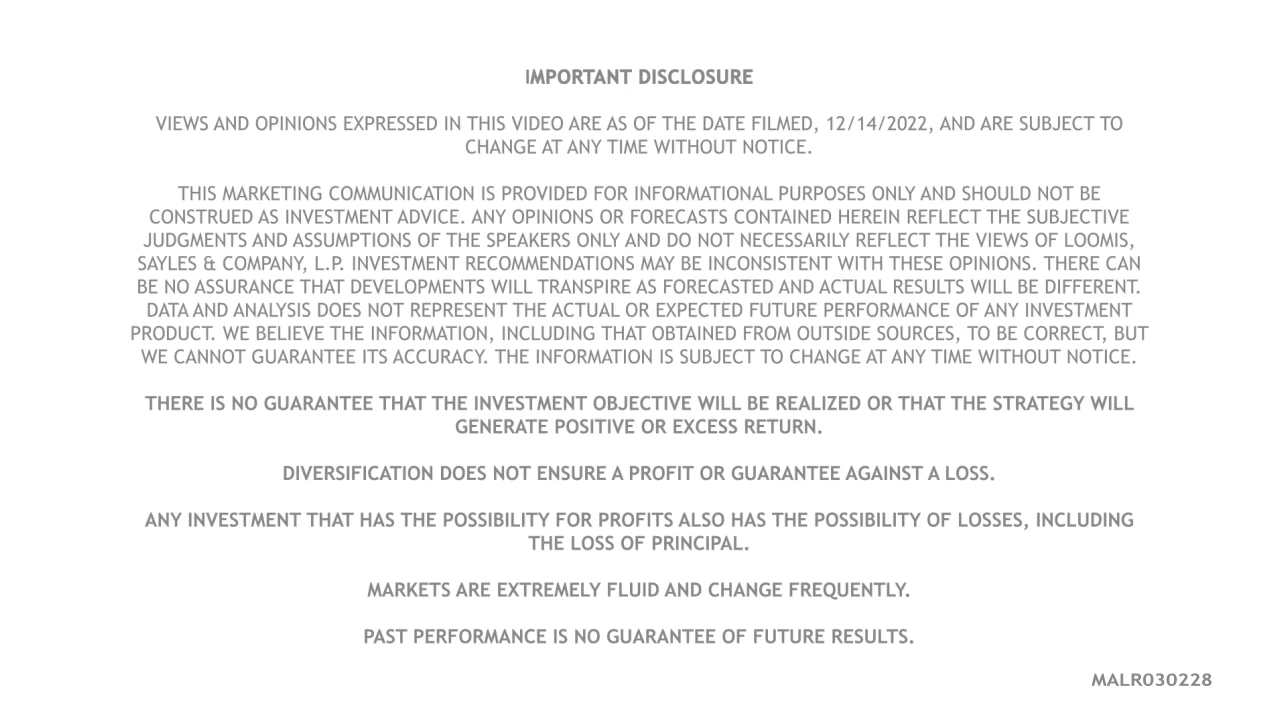 IMPORTANT DISCLOSURE
VIEWS AND OPINIONS EXPRESSED IN THIS VIDEO ARE AS OF THE DATE FILMED, 12/14/2022, AND ARE SUBJECT TO
CHANGE AT ANY TIME WITHOUT NOTICE.
THIS MARKETING COMMUNICATION IS PROVIDED FOR INFORMATIONAL PURPOSES ONLY AND SHOULD NOT BE
CONSTRUED AS INVESTMENT ADVICE. ANY OPINIONS OR FORECASTS CONTAINED HEREIN REFLECT THE SUBJECTIVE
JUDGMENTS AND ASSUMPTIONS OF THE SPEAKERS ONLY AND DO NOT NECESSARILY REFLECT THE VIEWS OF LOOMIS,
SAYLES & COMPANY, L.P. INVESTMENT RECOMMENDATIONS MAY BE INCONSISTENT WITH THESE OPINIONS. THERE CAN
BE NO ASSURANCE THAT DEVELOPMENTS WILL TRANSPIRE AS FORECASTED AND ACTUAL RESULTS WILL BE DIFFERENT.
DATA AND ANALYSIS DOES NOT REPRESENT THE ACTUAL OR EXPECTED FUTURE PERFORMANCE OF ANY INVESTMENT
PRODUCT. WE BELIEVE THE INFORMATION, INCLUDING THAT OBTAINED FROM OUTSIDE SOURCES, TO BE CORRECT, BUT
WE CANNOT GUARANTEE ITS ACCURACY. THE INFORMATION IS SUBJECT TO CHANGE AT ANY TIME WITHOUT NOTICE.
THERE IS NO GUARANTEE THAT THE INVESTMENT OBJECTIVE WILL BE REALIZED OR THAT THE STRATEGY WILL
GENERATE POSITIVE OR EXCESS RETURN.
DIVERSIFICATION DOES NOT ENSURE A PROFIT OR GUARANTEE AGAINST A LOSS.
ANY INVESTMENT THAT HAS THE POSSIBILITY FOR PROFITS ALSO HAS THE POSSIBILITY OF LOSSES, INCLUDING
THE LOSS OF PRINCIPAL.
MARKETS ARE EXTREMELY FLUID AND CHANGE FREQUENTLY.
PAST PERFORMANCE IS NO GUARANTEE OF FUTURE RESULTS.
MALR030228